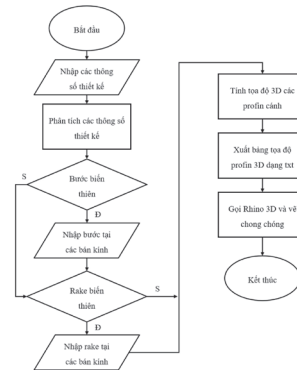 Bắt đầu
Nhập các thông
số thiết kế
Phân tích các thông số
thiết kế
S
Bước biến
thiên
Đ
Nhập bước tại
các bán kính
Rake biến
thiên
S
Đ
Nhập rake tại
các bán kính
Tính tọa độ 3D các
profin cánh
Xuất bảng tọa độ
profin 3D dạng txt
Gọi Rhino 3D và vẽ
chong chóng
Kết thúc